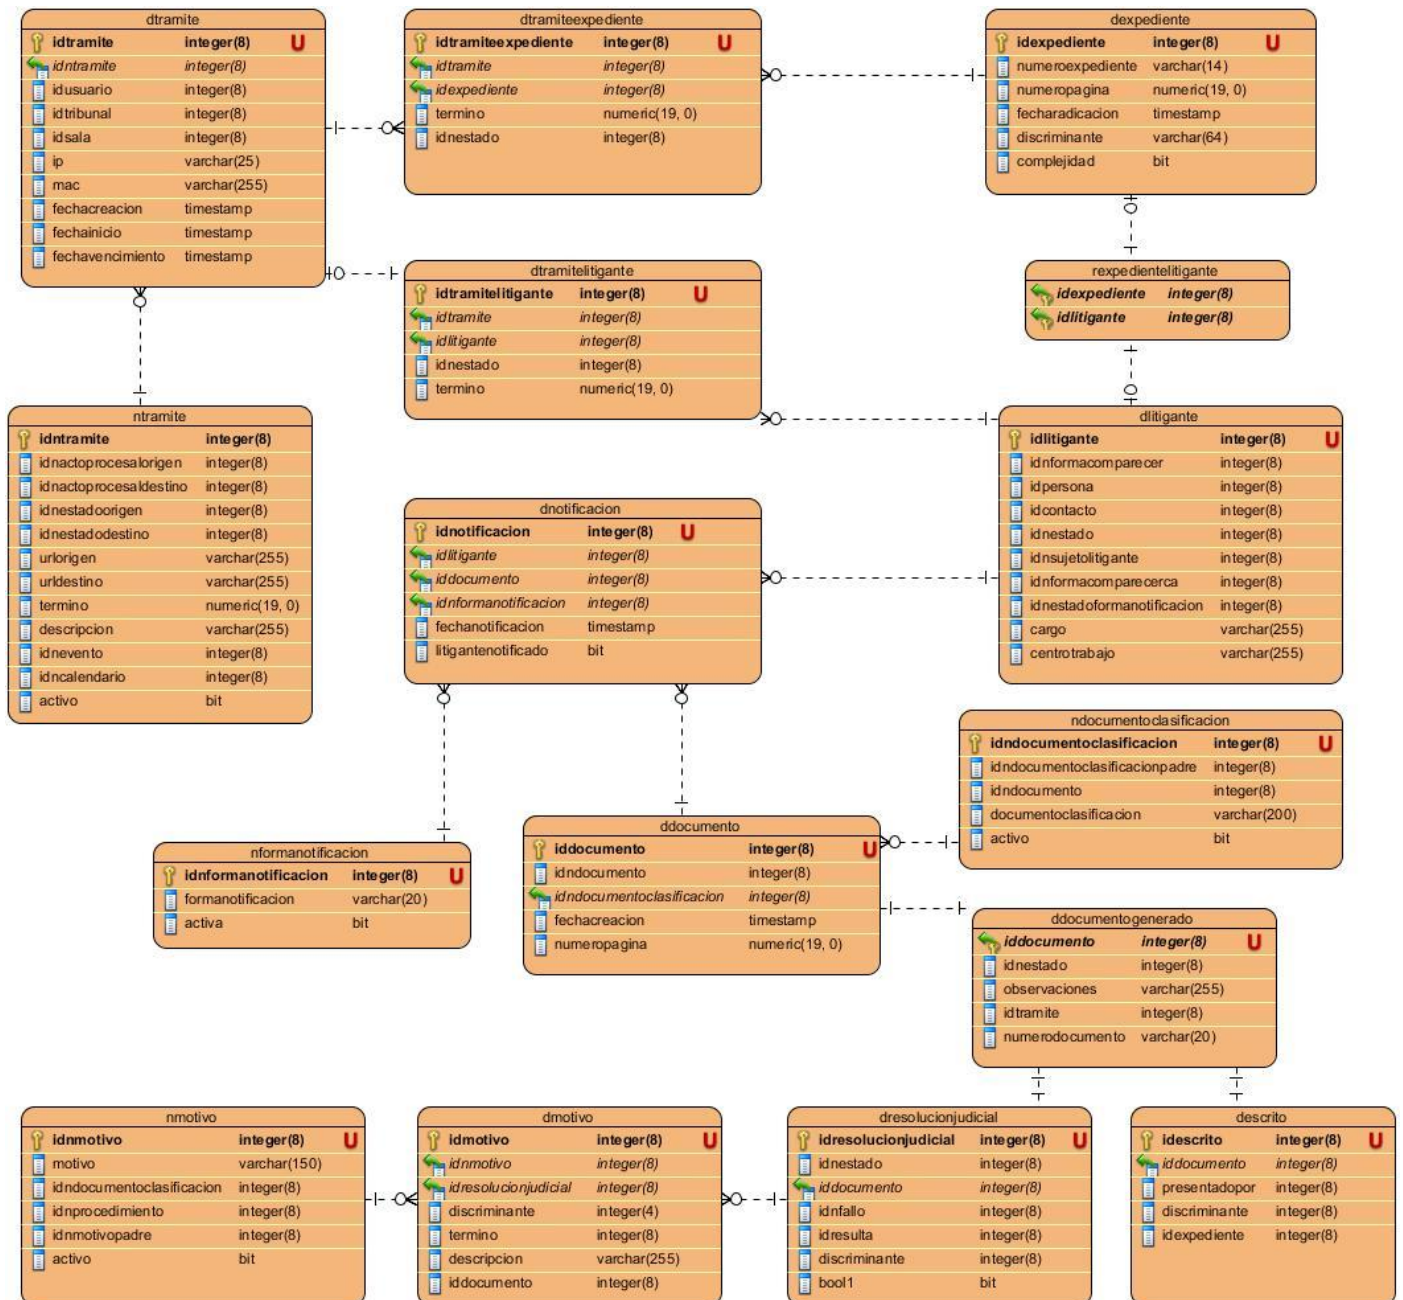 dtramite
idtramite integer(8) U
idntramite integer(8)
idusuario integer(8)
idtribunal integer(8)
idsala integer(8)
ip varchar(25)
mac varchar(255)
fechacreacion timestamp
fechainicio timestamp
fechavencimiento timestamp
dtramiteexpediente
idtramiteexpediente integer(8) U
idtramite integer(8)
idexpediente integer(8)
termino numeric(19, 0)
idnestado integer(8)
dexpediente
idexpediente integer(8) U
numeroexpediente varchar(14)
numeropagina numeric(19, 0)
fecharadicacion timestamp
discriminante varchar(64)
complejidad bit
dtramitelitigante
idtramitelitigante integer(8) U
idtramite integer(8)
idlitigante integer(8)
idnestado integer(8)
termino numeric(19, 0)
rexpedientelitigante
idexpediente integer(8)
idlitigante integer(8)
ntramite
idntramite integer(8)
idnactoprocesalorigen integer(8)
idnactoprocesaldestino integer(8)
idnestadoorigen integer(8)
idnestadodestino integer(8)
urlorigen varchar(255)
urldestino varchar(255)
termino numeric(19, 0)
descripcion varchar(255)
idnevento integer(8)
idncalendario integer(8)
activo bit
dlitigante
idlitigante integer(8) U
idnformacomparecer integer(8)
idpersona integer(8)
idcontacto integer(8)
idnestado integer(8)
idnsujetolitigante integer(8)
idnformacomparecerca integer(8)
idnestadoformanotificacion integer(8)
cargo varchar(255)
centrotrabajo varchar(255)
dnotificacion
idnotificacion integer(8) U
idlitigante integer(8)
iddocumento integer(8)
idnformanotificacion integer(8)
fechanotificacion timestamp
litigantenotificado bit
ndocumentoclasificacion
idndocumentoclasificacion integer(8) U
idndocumentoclasificacionpadre integer(8)
idndocumento integer(8)
documentoclasificacion varchar(200)
activo bit
nformanotificacion
idnformanotificacion integer(8) U
formanotificacion varchar(20)
activa bit
ddocumento
iddocumento integer(8) U
idndocumento integer(8)
idndocumentoclasificacion integer(8)
fechacreacion timestamp
numeropagina numeric(19, 0)
ddocumentogenerado
iddocumento integer(8) U
idnestado integer(8)
observaciones varchar(255)
idtramite integer(8)
numerodocumento varchar(20)
nmotivo
idnmotivo integer(8) U
motivo varchar(150)
idndocumentoclasificacion integer(8)
idnprocedimiento integer(8)
idnmotivopadre integer(8)
activo bit
dmotivo
idmotivo integer(8) U
idnmotivo integer(8)
idresolucionjudicial integer(8)
discriminante integer(4)
termino integer(8)
descripcion varchar(255)
iddocumento integer(8)
dresolucionjudicial
idresolucionjudicial integer(8) U
idnestado integer(8)
iddocumento integer(8)
idnfallo integer(8)
idresulta integer(8)
discriminante integer(8)
bool1 bit
descrito
idescrito integer(8) U
iddocumento integer(8)
presentadopor integer(8)
discriminante integer(8)
idexpediente integer(8)